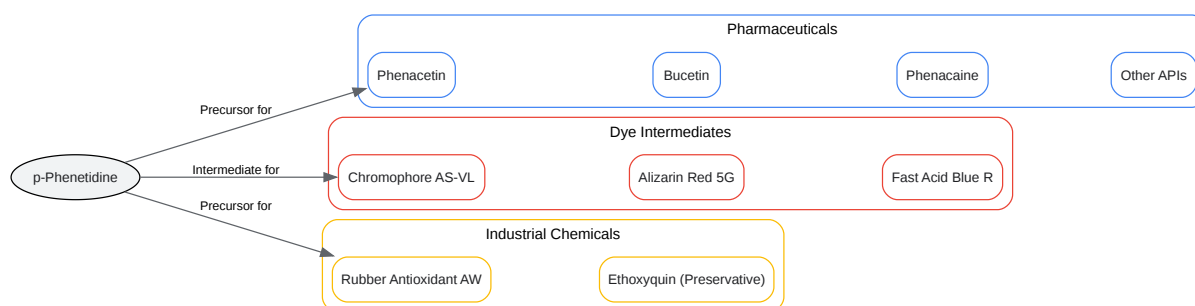 Pharmaceuticals
Phenacetin
Bucetin
Phenacaine
Other APIs
Precursor for
Dye Intermediates
p-Phenetidine
Intermediate for
Chromophore AS-VL
Alizarin Red 5G
Fast Acid Blue R
Precursor for
Industrial Chemicals
Rubber Antioxidant AW
Ethoxyquin (Preservative)